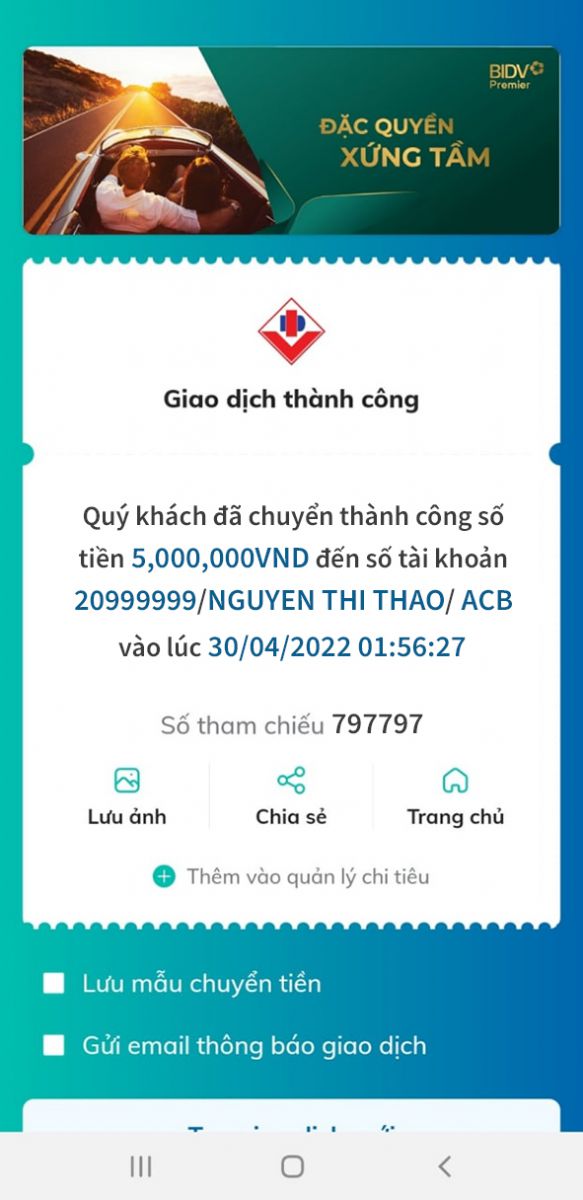 BIDV
Premier
ĐẶC QUYỀN
XỨNG TẦM
Giao dịch thành công
Quý khách đã chuyển thành công số
tiền 5,000,000VND đến số tài khoản
20999999/NGUYEN THI THAO/ ACB
vào lúc 30/04/2022 01:56:27
Số tham chiếu 797797
Lưu ảnh Chia sẻ Trang chủ
Thêm vào quản lý chi tiêu
Lưu mẫu chuyển tiền
Gửi email thông báo giao dịch